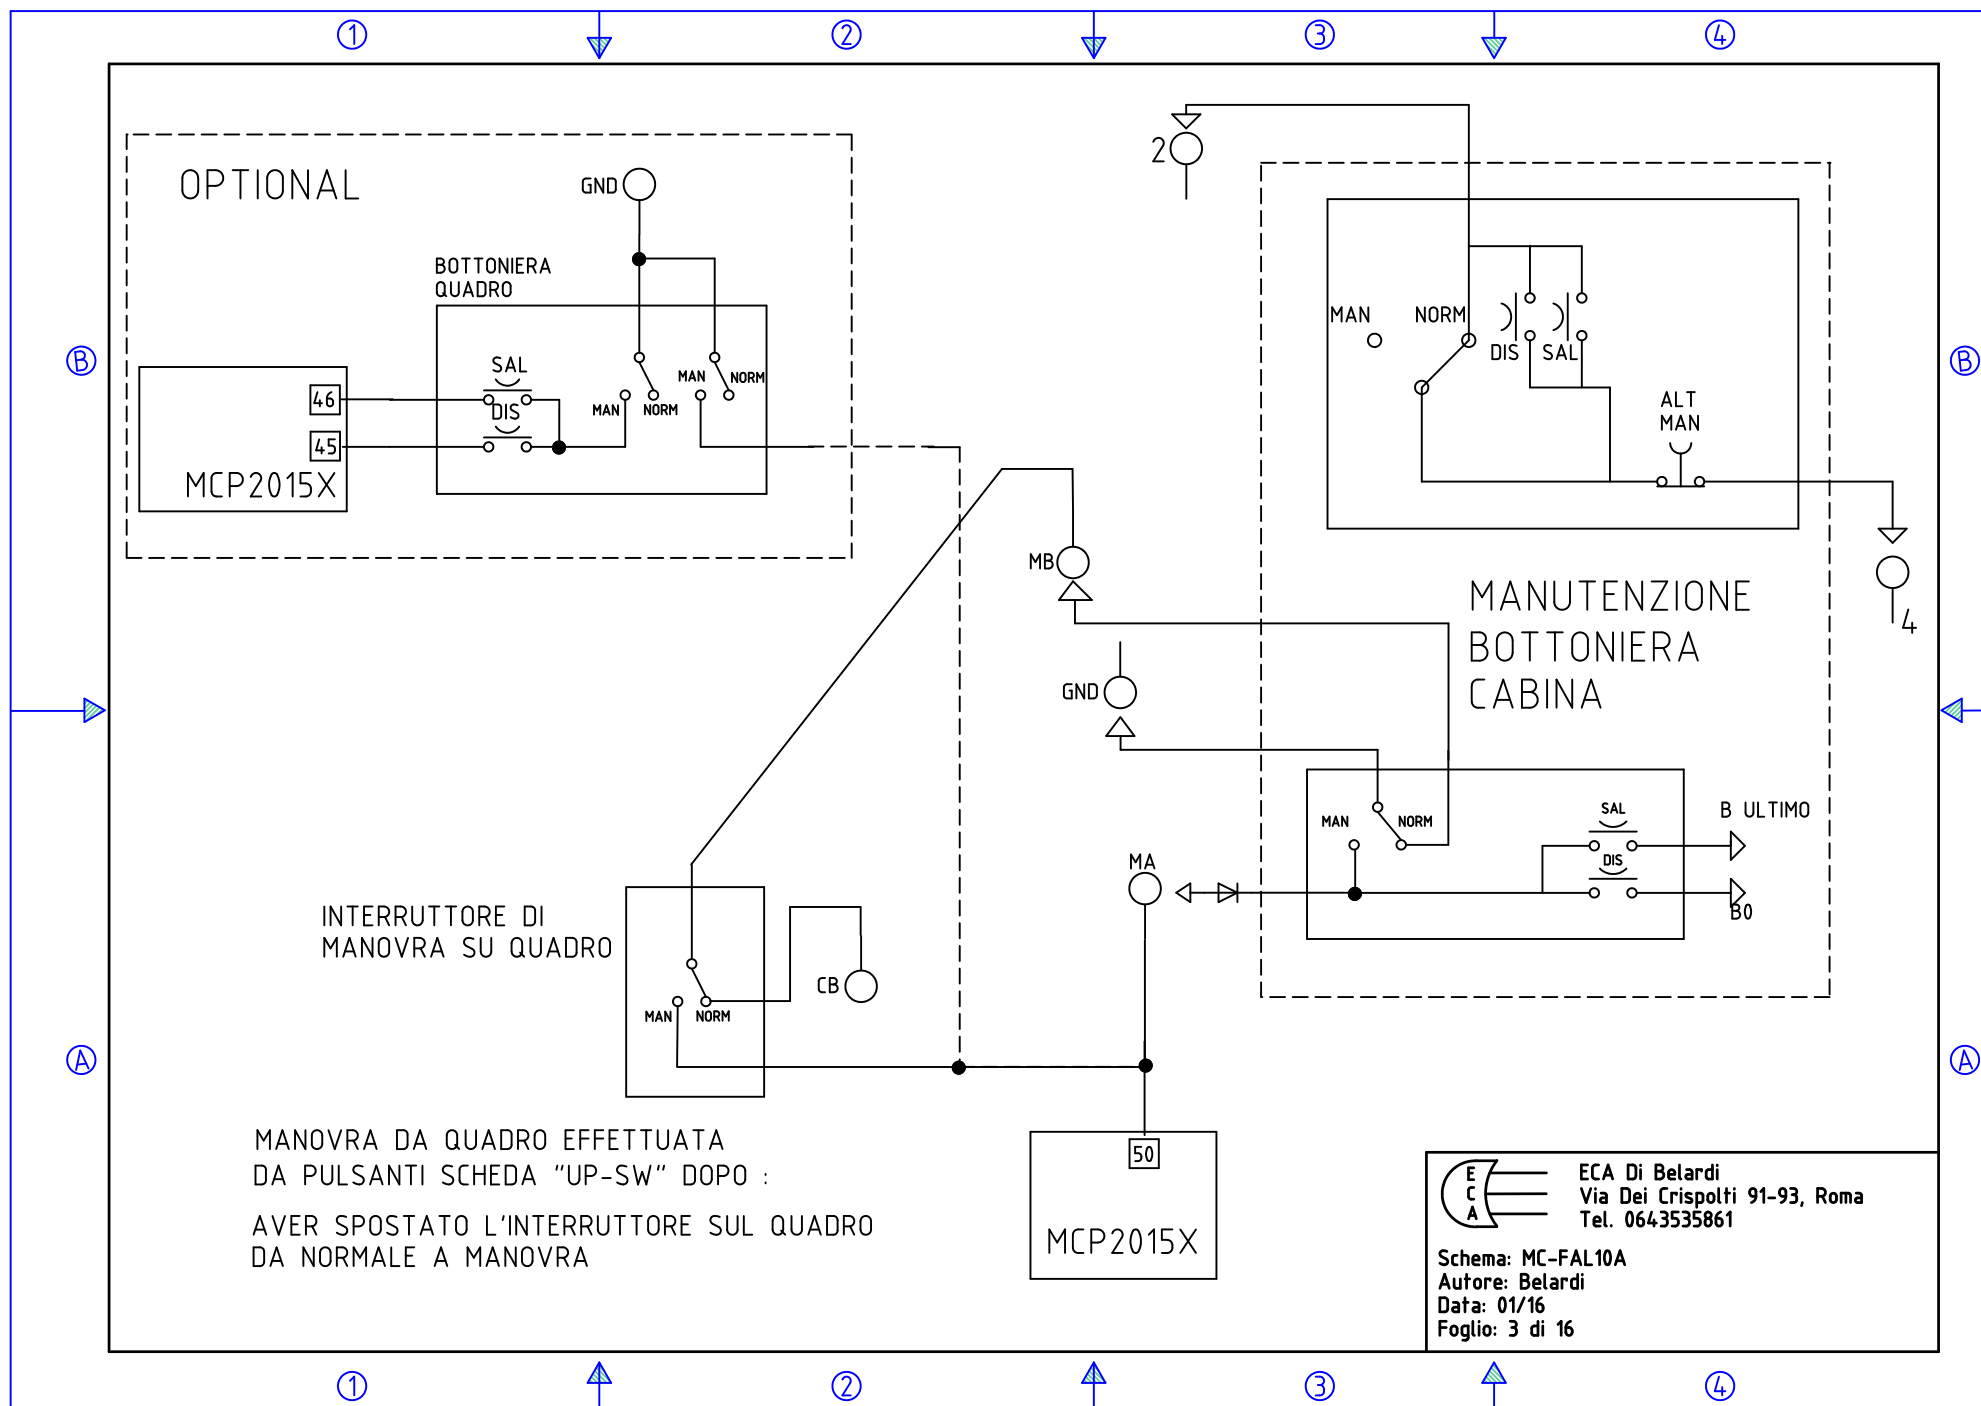 1
2
3
4
OPTIONAL
GND
BOTTONIERA
QUADRO
SAL
DIS
MAN
NORM
MAN
NORM
46
45
MCP2015X
2
MAN
NORM
DIS
SAL
ALT
MAN
4
MANUTENZIONE
BOTTONIERA
CABINA
MB
GND
MAN
NORM
SAL
DIS
B ULTIMO
B0
MA
INTERRUTTORE DI
MANOVRA SU QUADRO
MAN
NORM
CB
50
MCP2015X
MANOVRA DA QUADRO EFFETTUATA
DA PULSANTI SCHEDA "UP-SW" DOPO :
AVER SPOSTATO L'INTERRUTTORE SUL QUADRO
DA NORMALE A MANOVRA
E
C
A
ECA Di Belardi
Via Dei Crispolti 91-93, Roma
Tel. 0643535861
Schema: MC-FAL10A
Autore: Belardi
Data: 01/16
Foglio: 3 di 16
B
B
A
A
1
2
3
4